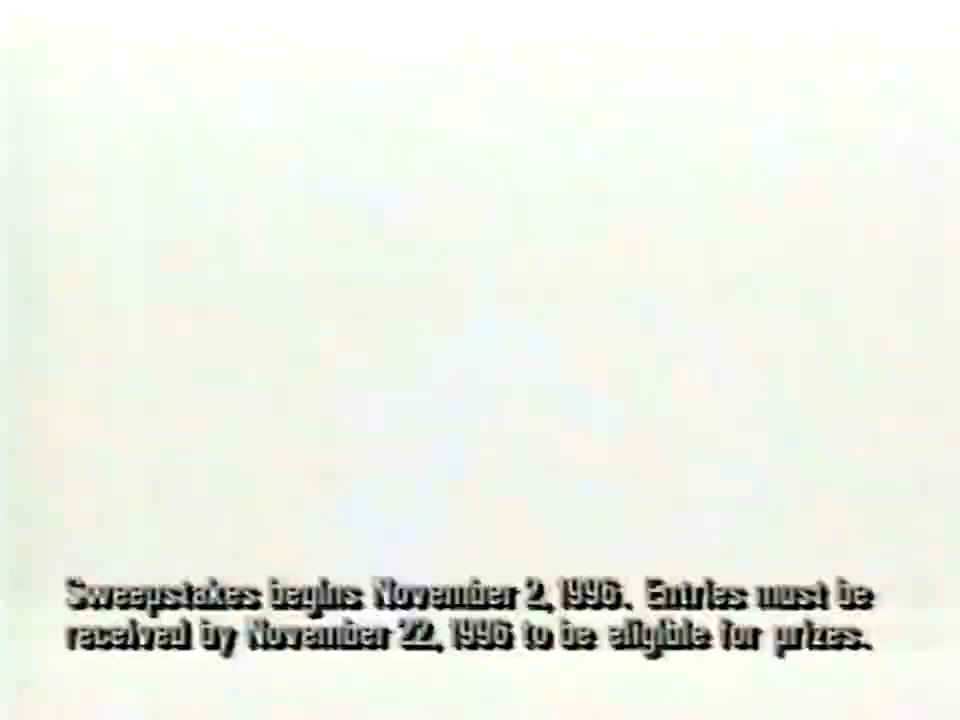 Sweepstakes begins November 2, 1996. Entries must be
received by November 22, 1996 to be eligible for prizes.